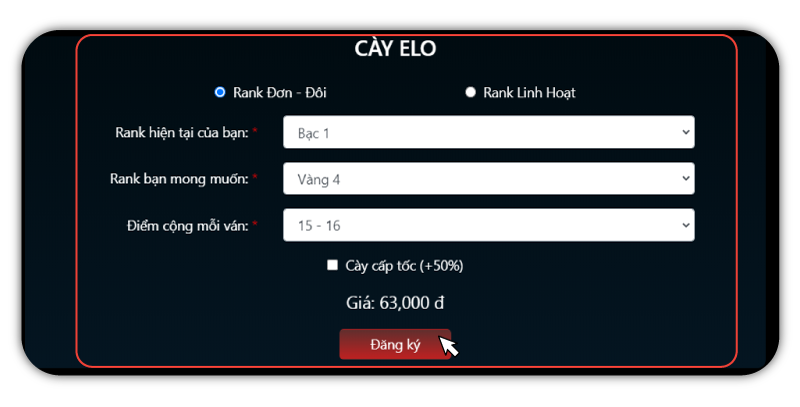 CÀY ELO
Rank Đơn - Đôi Rank Linh Hoạt
Rank hiện tại của bạn: * Bạc 1
Rank bạn mong muốn: * Vàng 4
Điểm cộng mỗi ván: * 15 - 16
Cày cấp tốc (+50%)
Giá: 63,000 đ
Đăng ký